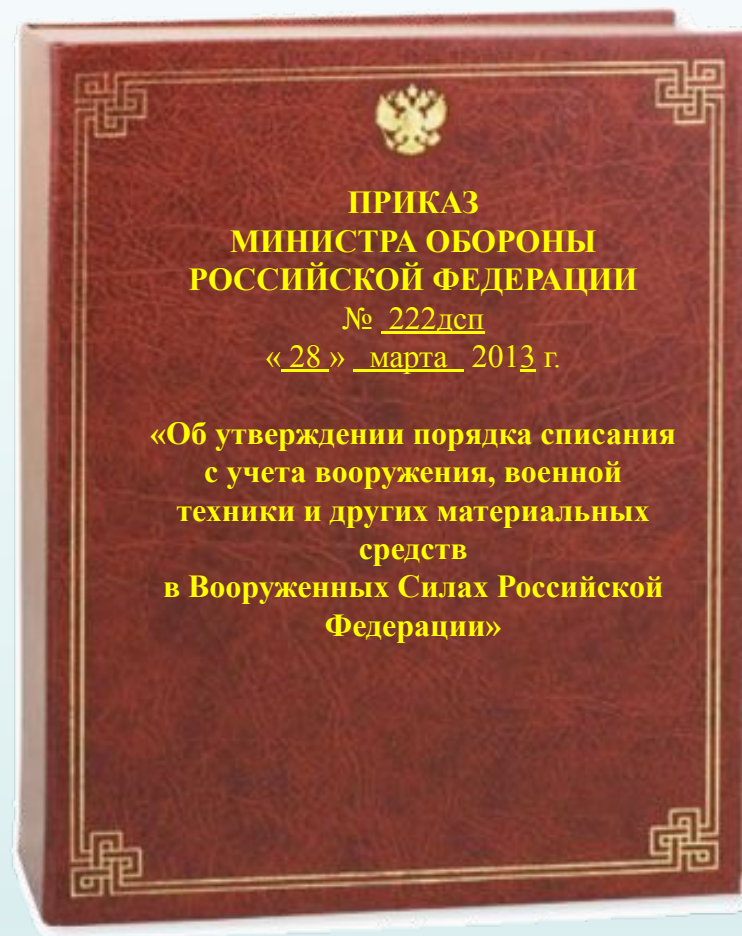 ПРИКАЗ
МИНИСТРА ОБОРОНЫ
РОССИЙСКОЙ ФЕДЕРАЦИИ
№ 222дсп
« 28 » марта 2013 г.
«Об утверждении порядка списания
с учета вооружения, военной
техники и других материальных
средств
в Вооруженных Силах Российской
Федерации»